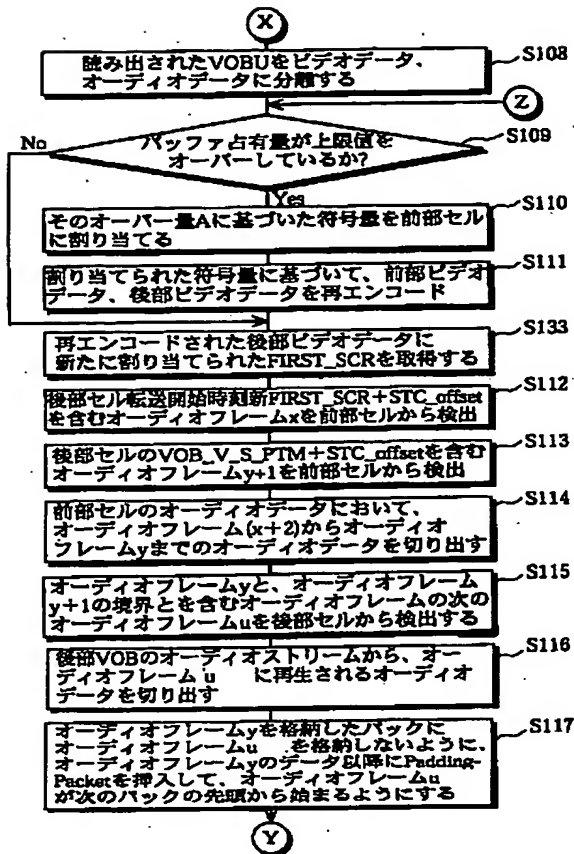 X
読み出されたVOBUをビデオデータ、
オーディオデータに分離する
S108
Z
バッファ占有量が上限値を
オーバーしているか?
S109
No
Yes
そのオーバー量Aに基づいた符号量を前部セル
に割り当てる
S110
割り当てられた符号量に基づいて、前部ビデオ
データ、後部ビデオデータを再エンコード
S111
再エンコードされた後部ビデオデータに
新たに割り当てられたFIRST_SCRを取得する
S133
後部セル転送開始時刻新FIRST_SCR+STC_offset
を含むオーディオフレームxを前部セルから検出
S112
後部セルのVOB_V_S_PTM+STC_offsetを含む
オーディオフレームy+1を前部セルから検出
S113
前部セルのオーディオデータにおいて、
オーディオフレーム(x+2)からオーディオ
フレームyまでのオーディオデータを切り出す
S114
オーディオフレームyと、オーディオフレーム
y+1の境界とを含むオーディオフレームの次の
オーディオフレームuを後部セルから検出する
S115
後部VOBのオーディオストリームから、オー
ディオフレーム u に再生されるオーディオ
データを切り出す
S116
オーディオフレームyを格納したパックに
オーディオフレームu を格納しないように、
オーディオフレームyのデータ以降にPadding-
Packetを挿入して、オーディオフレームu
が次のパックの先頭から始まるようにする
S117
Y